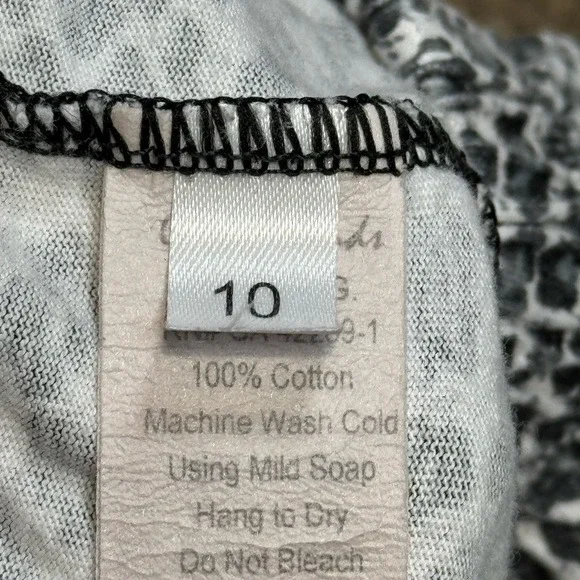 10
G.
100% Cotton
Machine Wash Cold
Using Mild Soap
Hang to Dry
Do Not Bleach